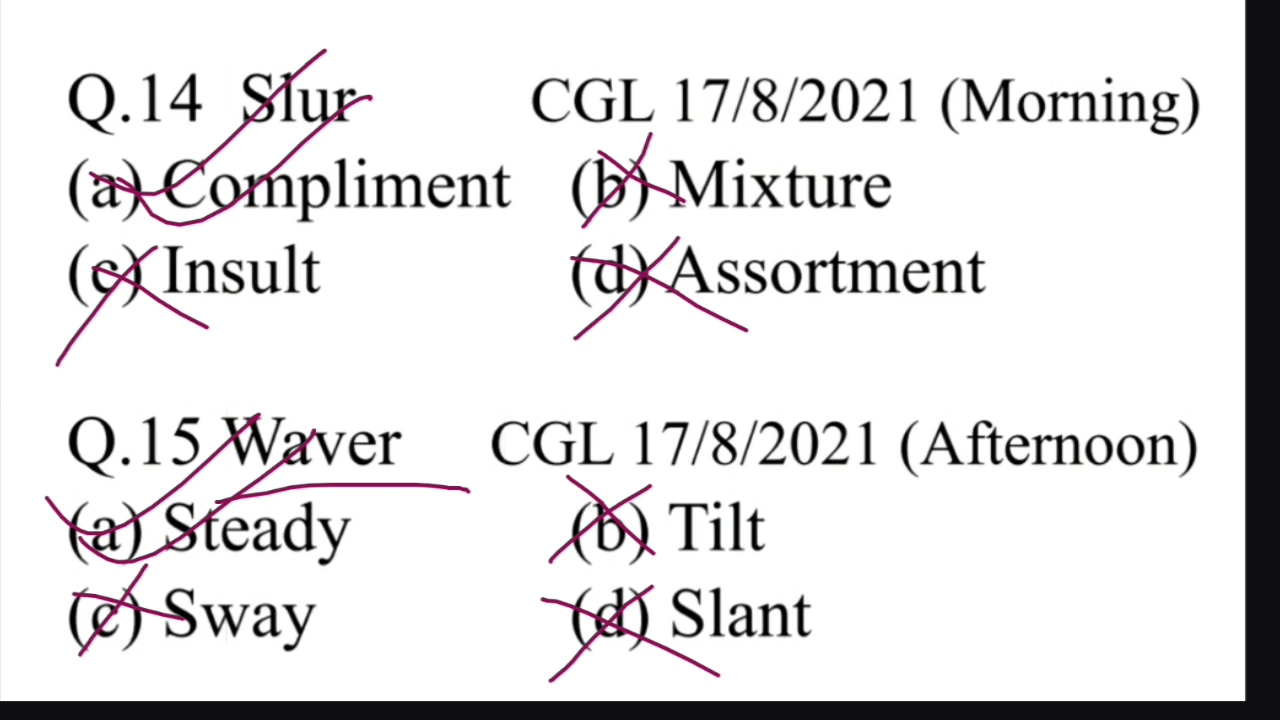 Q.14 Slur CGL 17/8/2021 (Morning)
(a) Compliment (b) Mixture
(c) Insult (d) Assortment
Q.15 Waver CGL 17/8/2021 (Afternoon)
(a) Steady (b) Tilt
(c) Sway (d) Slant